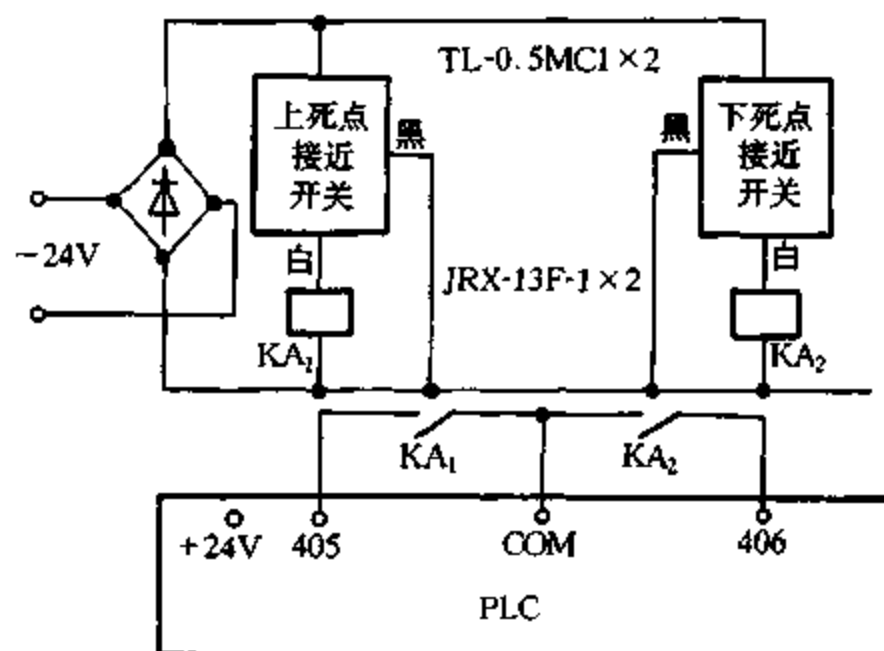 TL-0.5MC1×2
上死点
接近
开关
黑
黑
下死点
接近
开关
~24V
白
白
JRX-13F-1×2
KA₁
KA₂
KA₁
KA₂
+24V
405
COM
406
PLC